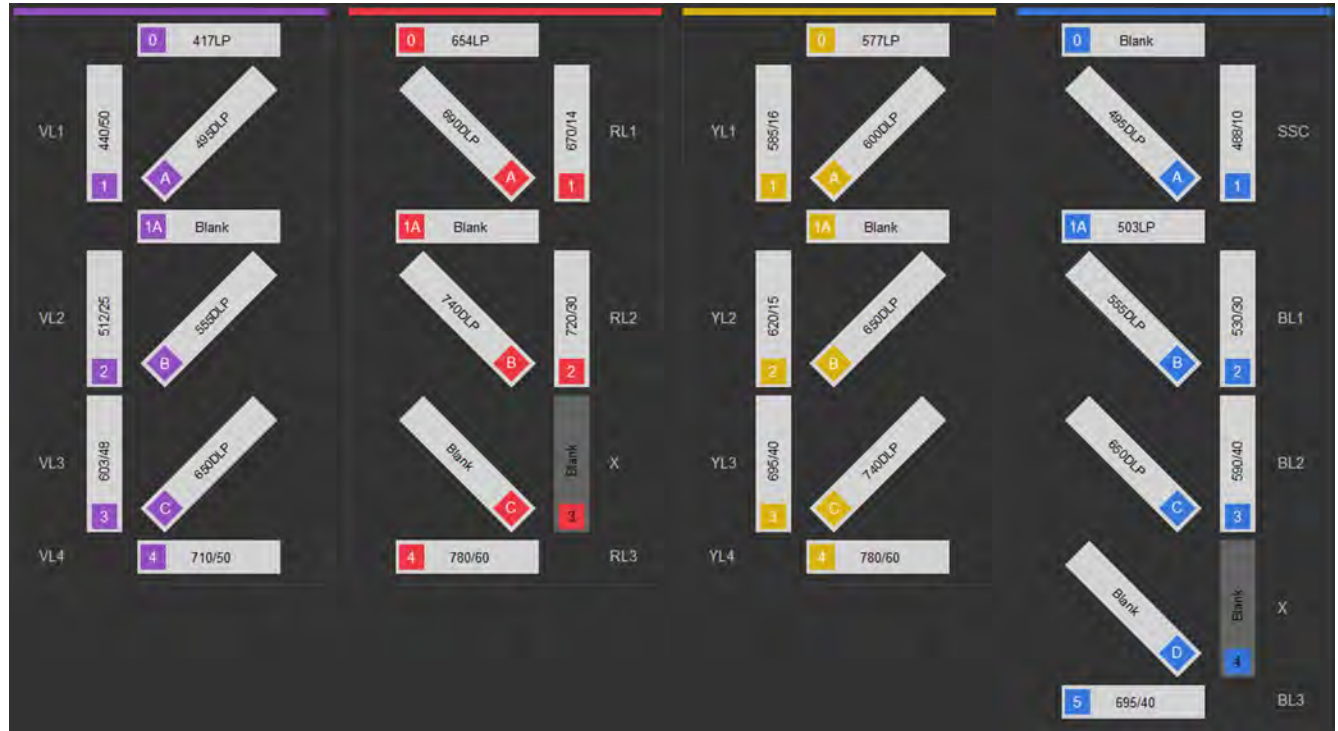 0 417LP
VL1
440/50
1
495DLP
A
1A Blank
VL2
512/25
2
555DLP
B
VL3
603/48
3
650DLP
C
VL4
4 710/50
0 654LP
690DLP
A
670/14
1
RL1
1A Blank
740DLP
B
720/30
2
RL2
Blank
C
Blank
3
X
4 780/60
RL3
0 577LP
YL1
585/16
1
600DLP
A
1A Blank
YL2
620/15
2
650DLP
B
YL3
695/40
3
740DLP
C
YL4
4 780/60
0 Blank
495DLP
A
488/10
1
SSC
1A 503LP
555DLP
B
530/30
2
BL1
650DLP
C
590/40
3
BL2
Blank
D
Blank
4
X
5 695/40
BL3